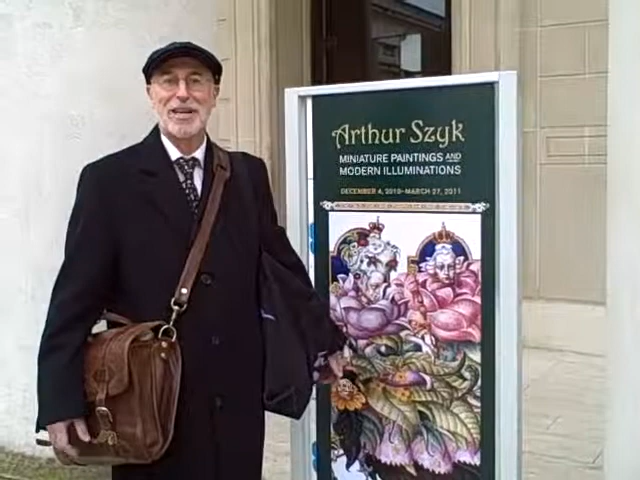 Arthur Szyk
MINIATURE PAINTINGS AND
MODERN ILLUMINATIONS
DECEMBER 4, 2010–MARCH 27, 2011